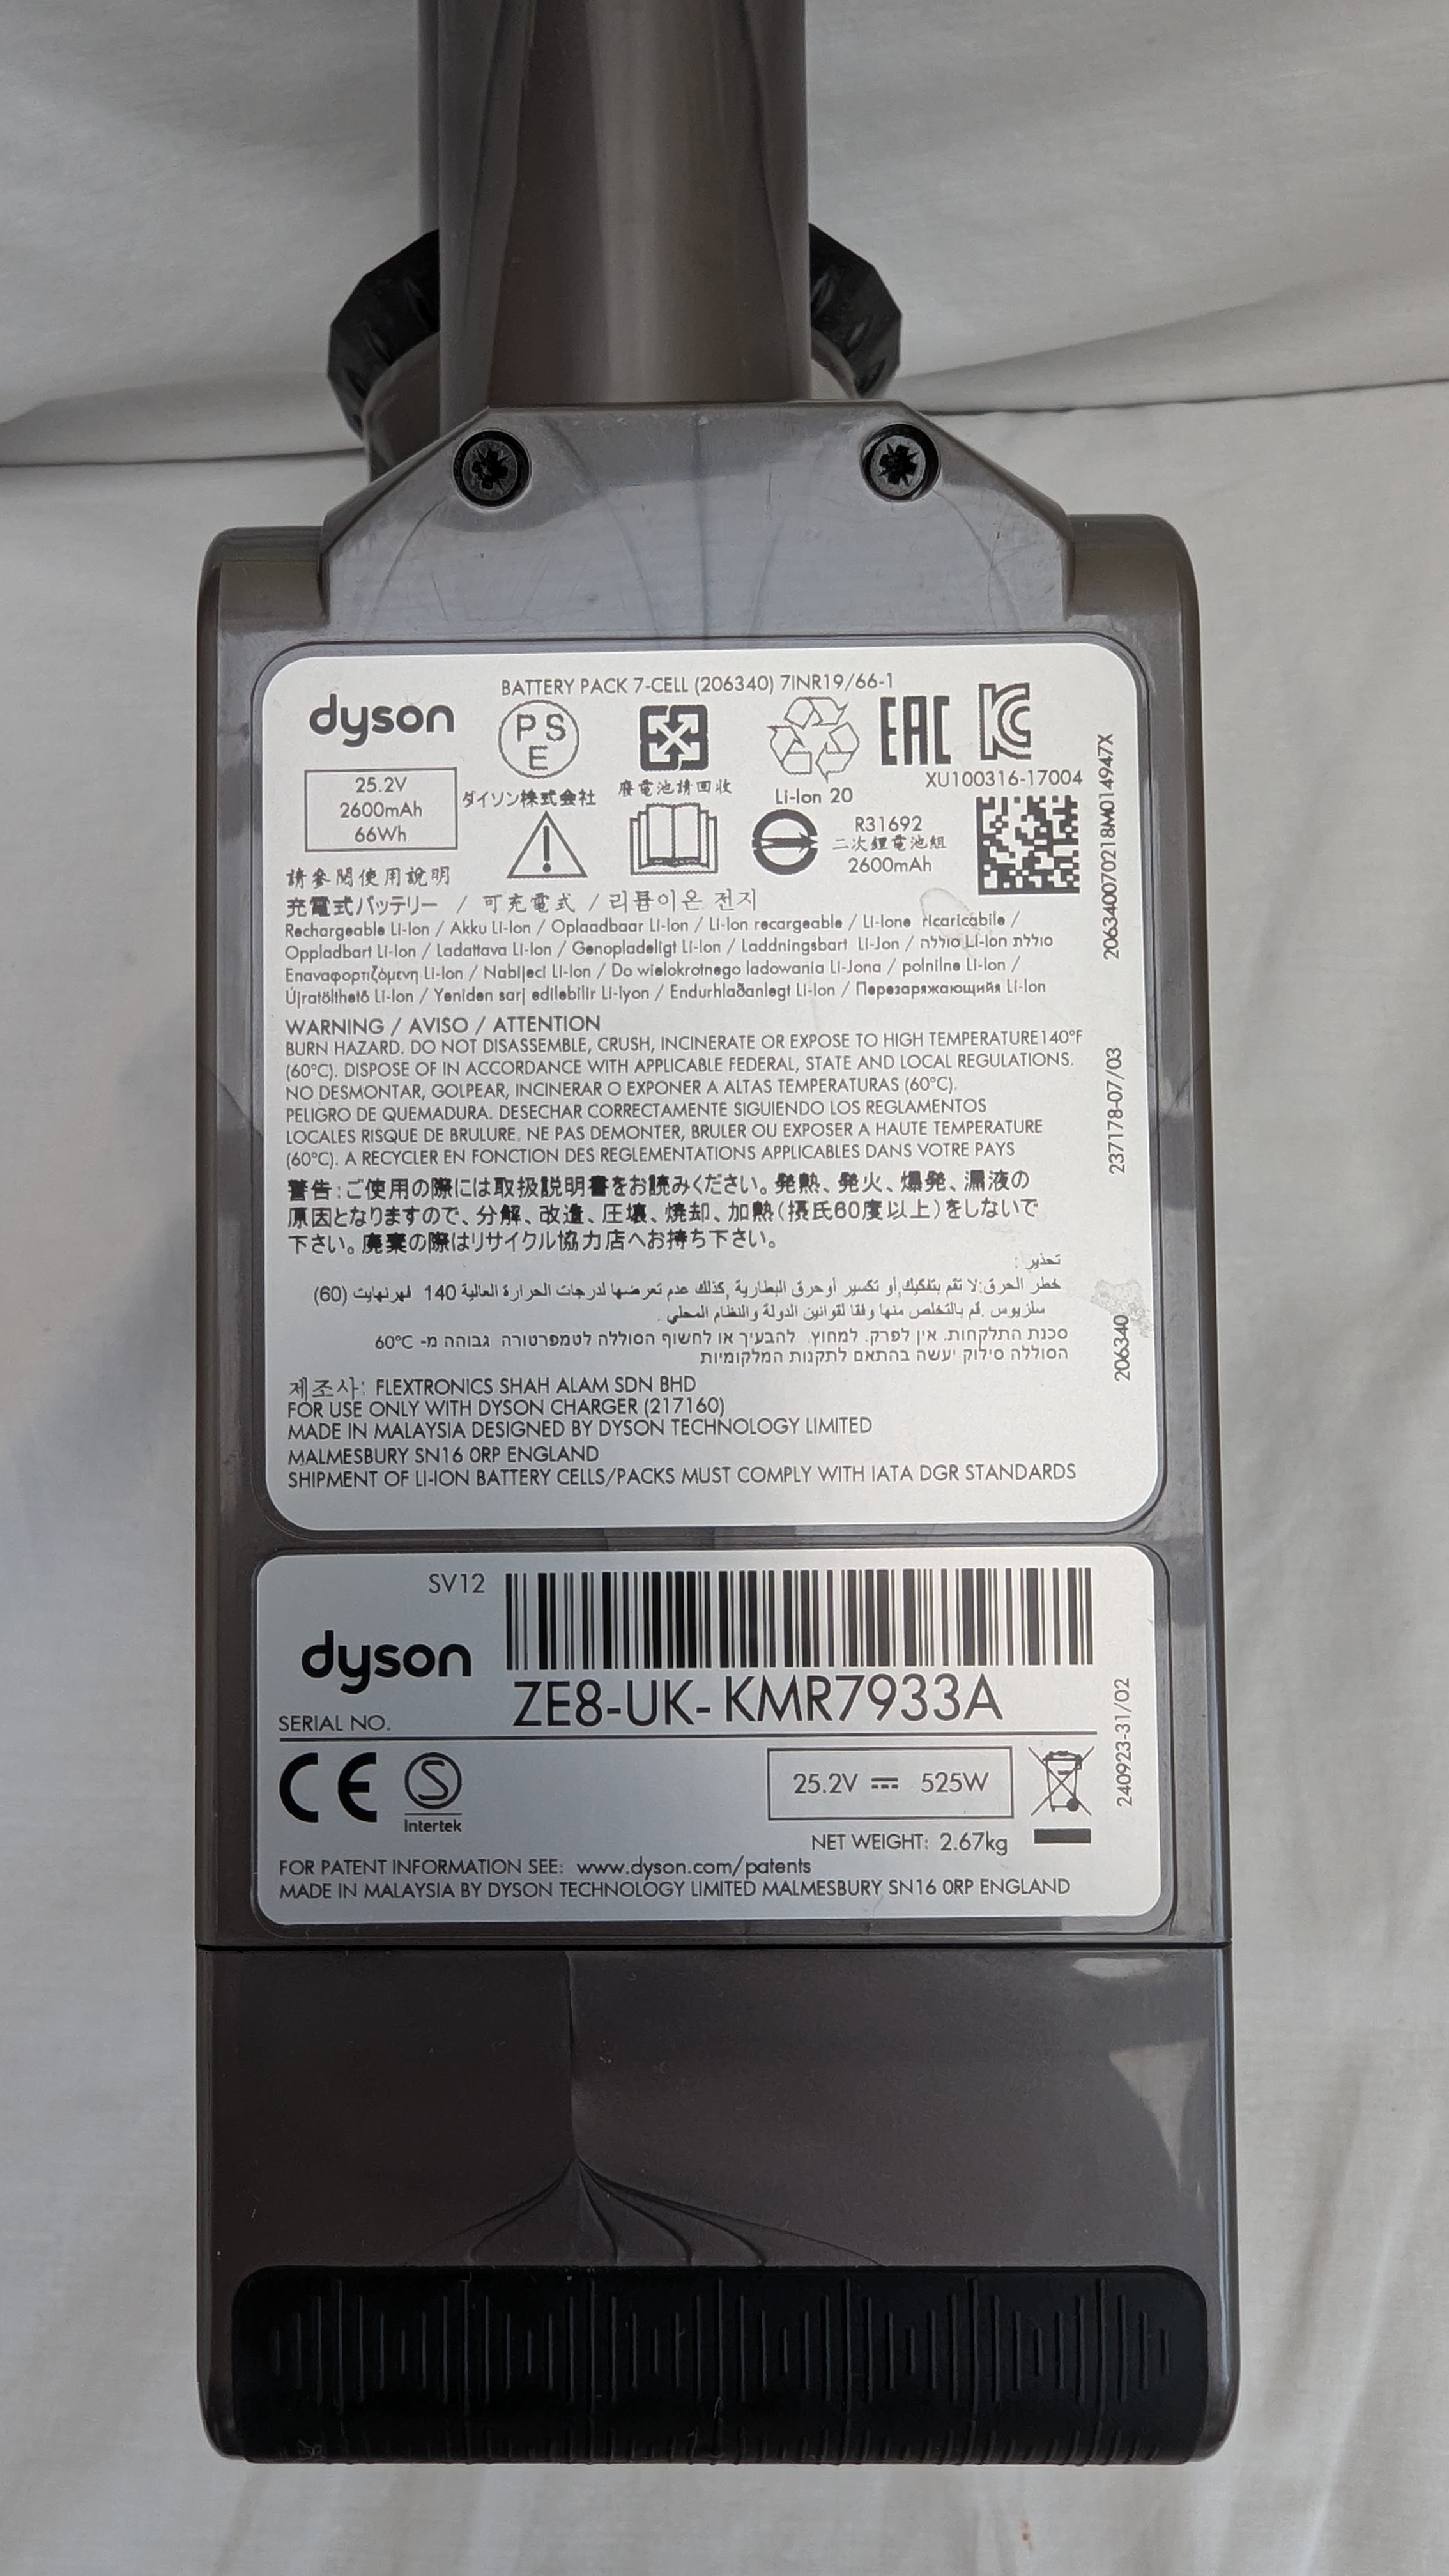 BATTERY PACK 7-CELL (206340) 7INR19/66-1
dyson
PS
E
EAC
KC
25.2V
2600mAh
66Wh
ダイソン株式会社
廢電池請回收
Li-Ion 20
XU100316-17004
R31692
二次鋰電池組
2600mAh
請參閱使用說明
充電式バッテリー / 可充電式 / 리튬이온 전지
Rechargeable Li-Ion / Akku Li-Ion / Oplaadbaar Li-Ion / Li-Ion recargeable / Li-Ione ricaricabile /
Oppladbart Li-Ion / Ladattava Li-Ion / Genopladeligt Li-Ion / Laddningsbart Li-Jon / סוללה Li-Ion סוללת
Επαναφορτιζόμενη Li-Ion / Nabíjecí Li-Ion / Do wielokrotnego ladowania Li-Jona / polnilne Li-Ion /
Újratölthető Li-Ion / Yeniden sarj edilebilir Li-iyon / Endurhlaðanlegt Li-Ion / Перезаряжающийся Li-Ion
WARNING / AVISO / ATTENTION
BURN HAZARD. DO NOT DISASSEMBLE, CRUSH, INCINERATE OR EXPOSE TO HIGH TEMPERATURE140°F
(60°C). DISPOSE OF IN ACCORDANCE WITH APPLICABLE FEDERAL, STATE AND LOCAL REGULATIONS.
NO DESMONTAR, GOLPEAR, INCINERAR O EXPONER A ALTAS TEMPERATURAS (60°C).
PELIGRO DE QUEMADURA. DESECHAR CORRECTAMENTE SIGUIENDO LOS REGLAMENTOS
LOCALES RISQUE DE BRULURE. NE PAS DEMONTER, BRULER OU EXPOSER A HAUTE TEMPERATURE
(60°C). A RECYCLER EN FONCTION DES REGLEMENTATIONS APPLICABLES DANS VOTRE PAYS
警告:ご使用の際には取扱説明書をお読みください。発熱、発火、爆発、漏液の
原因となりますので、分解、改造、圧壊、焼却、加熱(摂氏60度以上)をしないで
下さい。廃棄の際はリサイクル協力店へお持ち下さい。
تحذير :
خطر الحرق:لا تقم بتفكيك,أو تكسير أوحرق البطارية ,كذلك عدم تعرضها لدرجات الحرارة العالية 140 فهرنهايت (60)
سلزيوس .قم بالتخلص منها وفقا لقوانين الدولة والنظام المحلي .
סכנת התלקחות. אין לפרק. למחוץ. להבעיך או לחשוף הסוללה לטמפרטורה גבוהה מ- 60°C
הסוללה סילוק יעשה בהתאם לתקנות המלקומיות
제조사: FLEXTRONICS SHAH ALAM SDN BHD
FOR USE ONLY WITH DYSON CHARGER (217160)
MADE IN MALAYSIA DESIGNED BY DYSON TECHNOLOGY LIMITED
MALMESBURY SN16 0RP ENGLAND
SHIPMENT OF LI-ION BATTERY CELLS/PACKS MUST COMPLY WITH IATA DGR STANDARDS
206340070218M014947X
237178-07/03
206340
SV12
dyson
SERIAL NO.
ZE8-UK-KMR7933A
CE
S
Intertek
25.2V ⎓ 525W
NET WEIGHT: 2.67kg
FOR PATENT INFORMATION SEE: www.dyson.com/patents
MADE IN MALAYSIA BY DYSON TECHNOLOGY LIMITED MALMESBURY SN16 0RP ENGLAND
240923-31/02